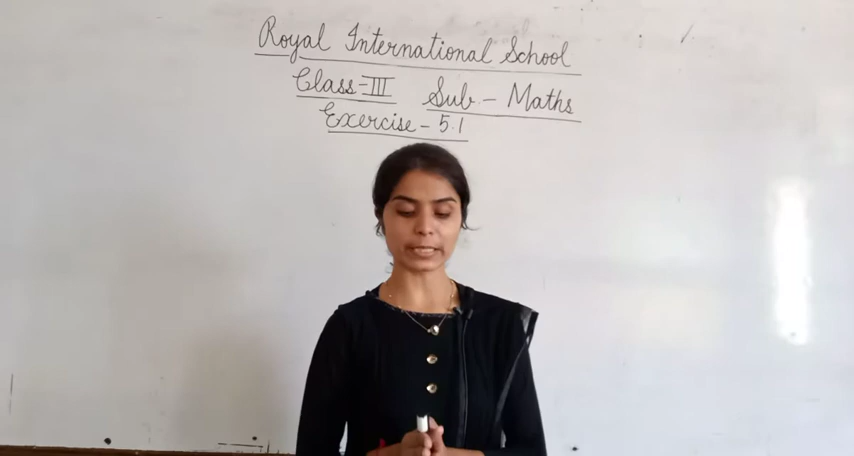 Royal International School
Class-III Sub - Maths
Exercise - 5.1